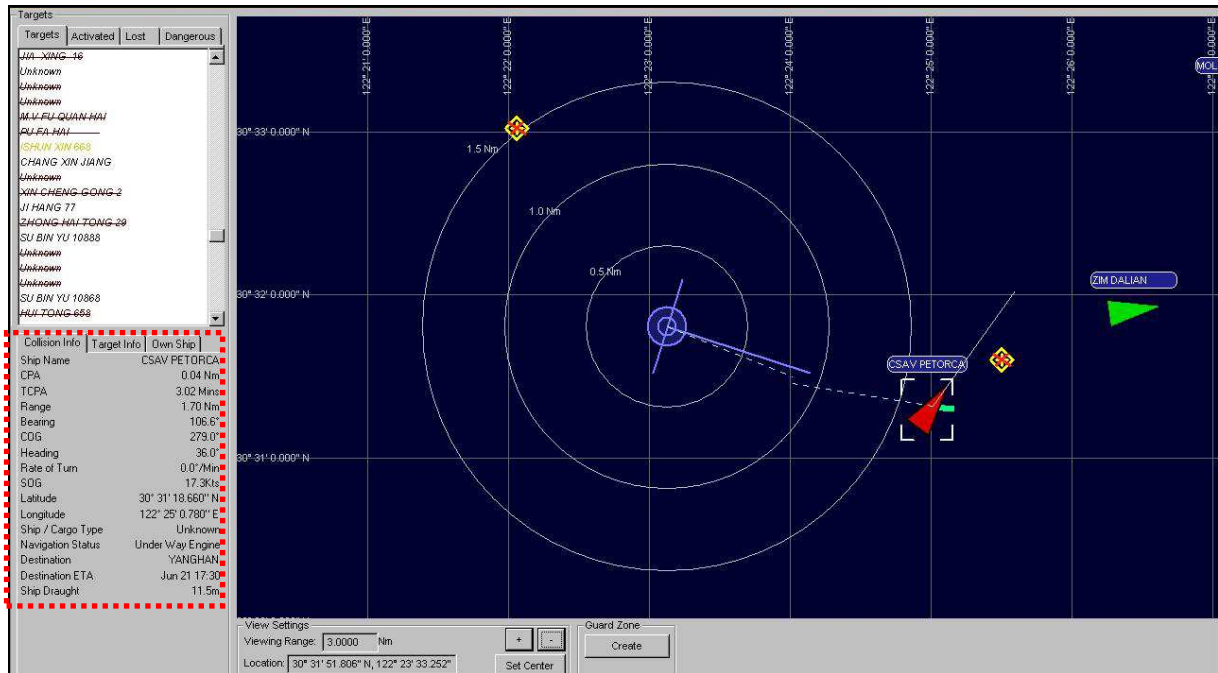 Targets
Targets Activated Lost Dangerous
JIA XING 16
Unknown
Unknown
Unknown
M.V FU QUAN HAI
PU FA HAI
ISHUN XIN 668
CHANG XIN JIANG
Unknown
XIN CHENG GONG 2
JI HANG 77
ZHONG HAI TONG 29
SU BIN YU 10888
Unknown
Unknown
Unknown
SU BIN YU 10868
HUI TONG 658
Collision Info Target Info Own Ship
Ship Name CSAV PETORCA
CPA 0.04 Nm
TCPA 3.02 Mins
Range 1.70 Nm
Bearing 106.6°
COG 279.0°
Heading 36.0°
Rate of Turn 0.0°/Min
SOG 17.3Kts
Latitude 30° 31' 18.660" N
Longitude 122° 25' 0.780" E
Ship / Cargo Type Unknown
Navigation Status Under Way Engine
Destination YANGHAN
Destination ETA Jun 21 17:30
Ship Draught 11.5m
122° 21' 0.000" E
122° 22' 0.000" E
122° 23' 0.000" E
122° 24' 0.000" E
122° 25' 0.000" E
122° 26' 0.000" E
0.000" E
MOL
30° 33' 0.000" N
1.5 Nm
1.0 Nm
0.5 Nm
30° 32' 0.000" N
ZIM DALIAN
CSAV PETORCA
30° 31' 0.000" N
View Settings
Viewing Range: 3.0000 Nm + -
Location: 30° 31' 51.806" N, 122° 23' 33.252" Set Center
Guard Zone
Create